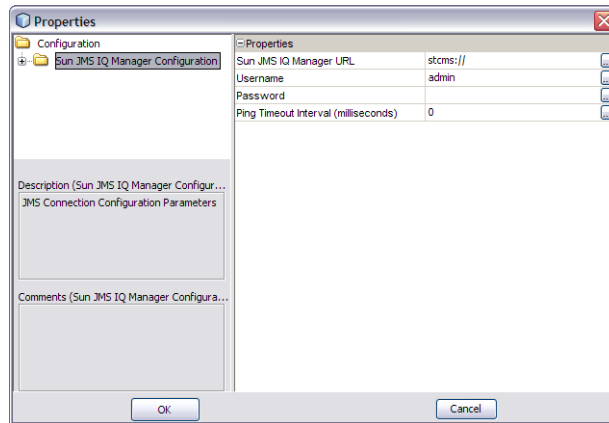 Properties
Configuration
Sun JMS IQ Manager Configuration
Description (Sun JMS IQ Manager Configur...
JMS Connection Configuration Parameters
Comments (Sun JMS IQ Manager Configura...
Properties
Sun JMS IQ Manager URL stcms://
Username admin
Password
Ping Timeout Interval (milliseconds) 0
OK Cancel